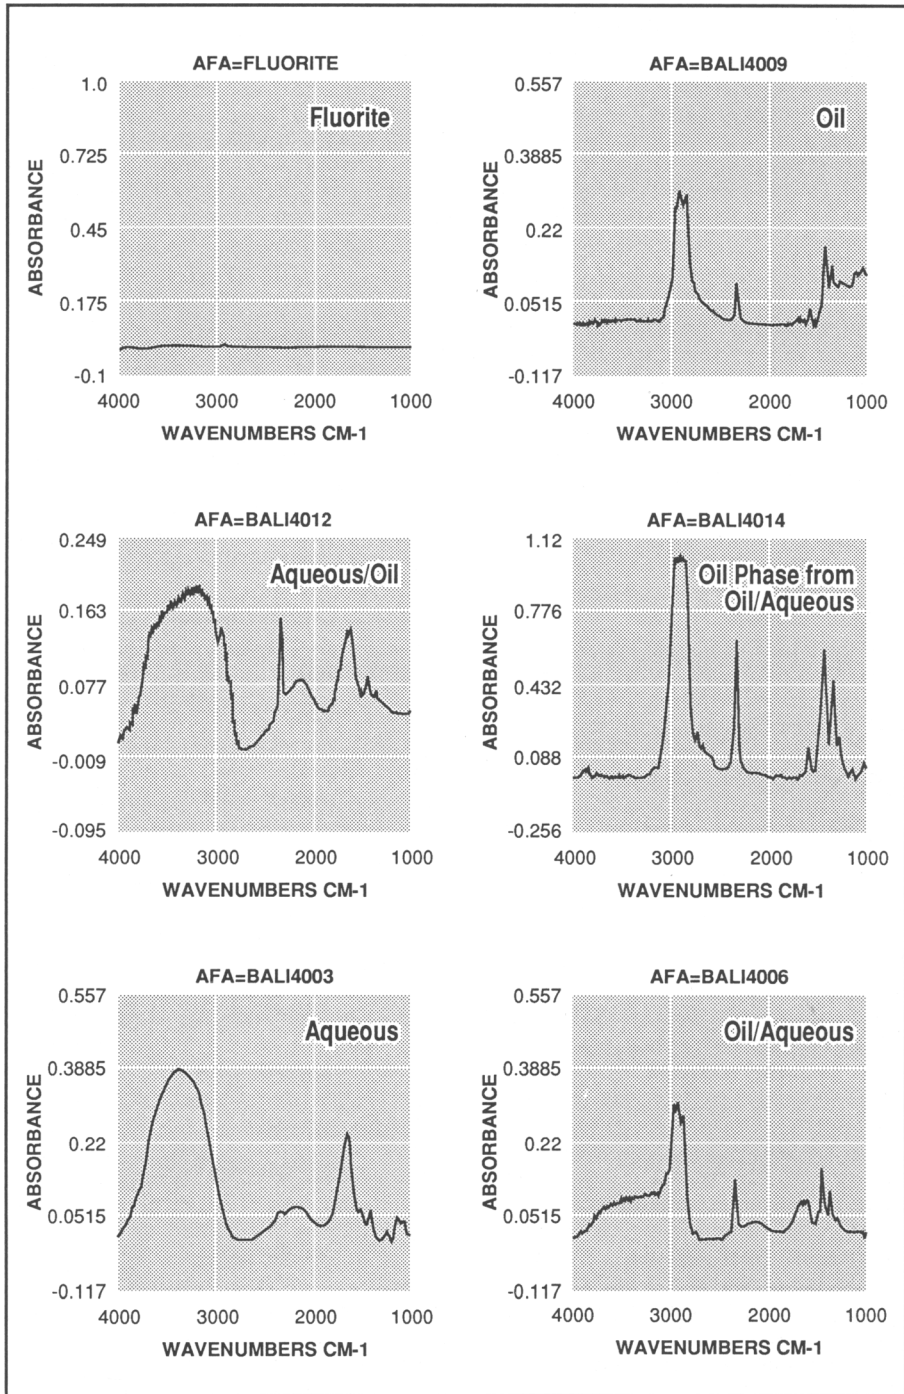 AFA=FLUORITE
Fluorite
1.0
0.725
0.45
0.175
-0.1
ABSORBANCE
4000 3000 2000 1000
WAVENUMBERS CM-1
AFA=BALI4009
Oil
0.557
0.3885
0.22
0.0515
-0.117
ABSORBANCE
4000 3000 2000 1000
WAVENUMBERS CM-1
AFA=BALI4012
Aqueous/Oil
0.249
0.163
0.077
-0.009
-0.095
ABSORBANCE
4000 3000 2000 1000
WAVENUMBERS CM-1
AFA=BALI4014
Oil Phase from
Oil/Aqueous
1.12
0.776
0.432
0.088
-0.256
ABSORBANCE
4000 3000 2000 1000
WAVENUMBERS CM-1
AFA=BALI4003
Aqueous
0.557
0.3885
0.22
0.0515
-0.117
ABSORBANCE
4000 3000 2000 1000
WAVENUMBERS CM-1
AFA=BALI4006
Oil/Aqueous
0.557
0.3885
0.22
0.0515
-0.117
ABSORBANCE
4000 3000 2000 1000
WAVENUMBERS CM-1